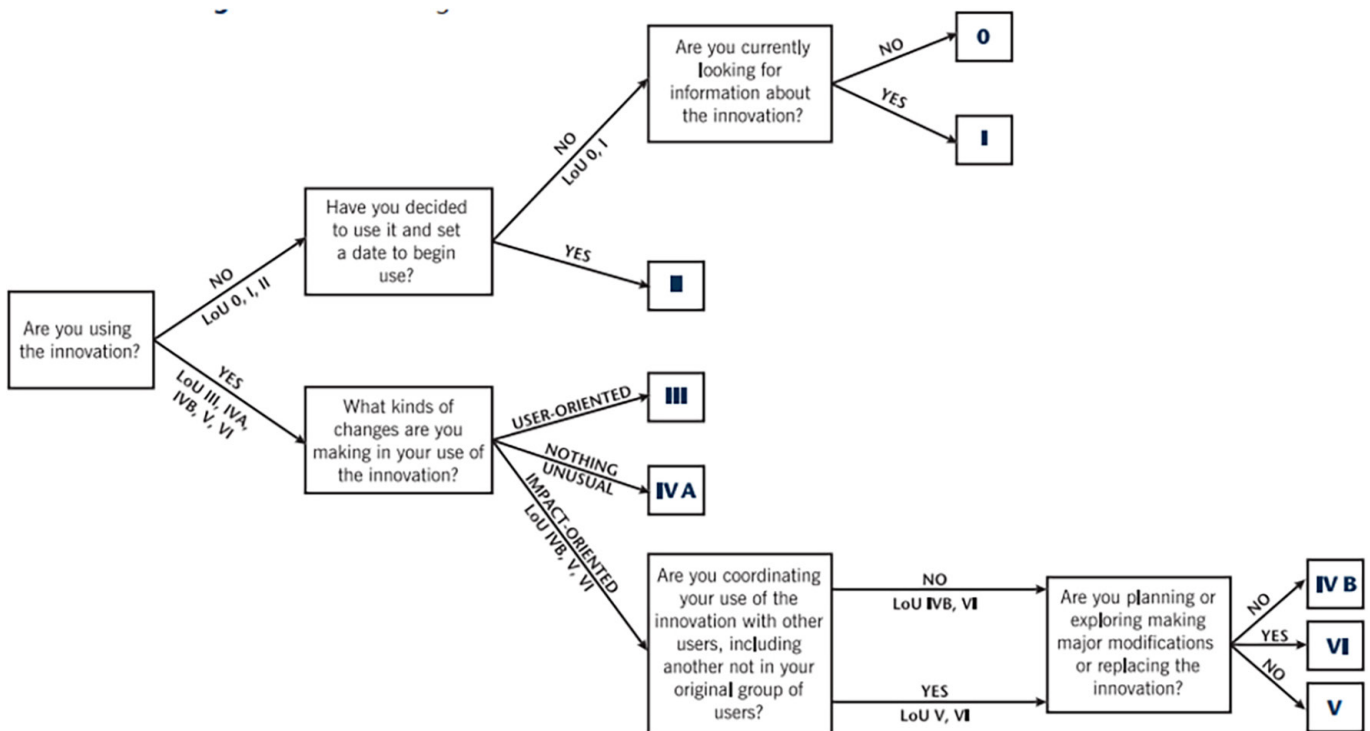 Are you using
the innovation?
NO
LoU 0, I, II
YES
LoU III, IVA,
IVB, V, VI
Have you decided
to use it and set
a date to begin
use?
NO
LoU 0, I
YES
Are you currently
looking for
information about
the innovation?
NO
0
YES
I
II
What kinds of
changes are you
making in your use of
the innovation?
USER-ORIENTED
III
NOTHING
UNUSUAL
IV A
IMPACT-ORIENTED
LoU IVB, V, VI
Are you coordinating
your use of the
innovation with other
users, including
another not in your
original group of
users?
NO
LoU IVB, VI
YES
LoU V, VI
Are you planning or
exploring making
major modifications
or replacing the
innovation?
NO
IV B
YES
VI
NO
V